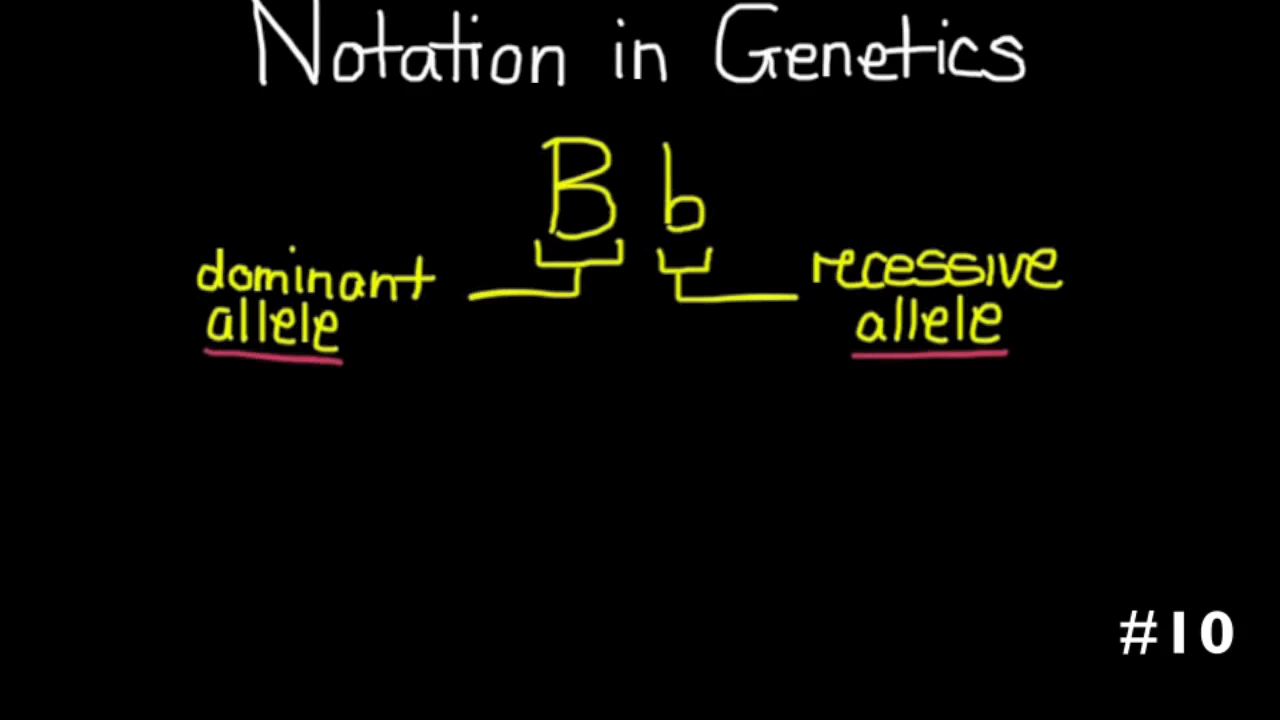 Notation in Genetics
B b
dominant
allele
recessive
allele
#10